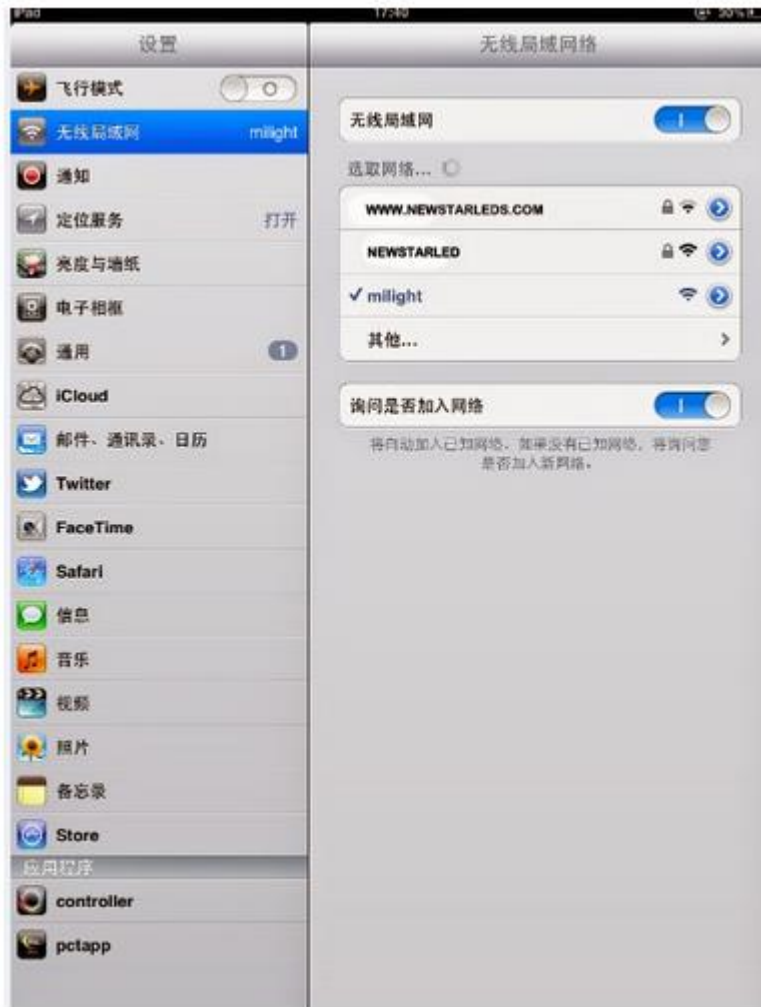 iPad
17:40
30%
设置
飞行模式
无线局域网 milight
通知
定位服务 打开
亮度与墙纸
电子相框
通用 1
iCloud
邮件、通讯录、日历
Twitter
FaceTime
Safari
信息
音乐
视频
照片
备忘录
Store
应用程序
controller
pctapp
无线局域网络
无线局域网
选取网络...
WWW.NEWSTARLEDS.COM
NEWSTARLED
milight
其他...
询问是否加入网络
将自动加入已知网络。如果没有已知网络，将询问您
是否加入新网络。